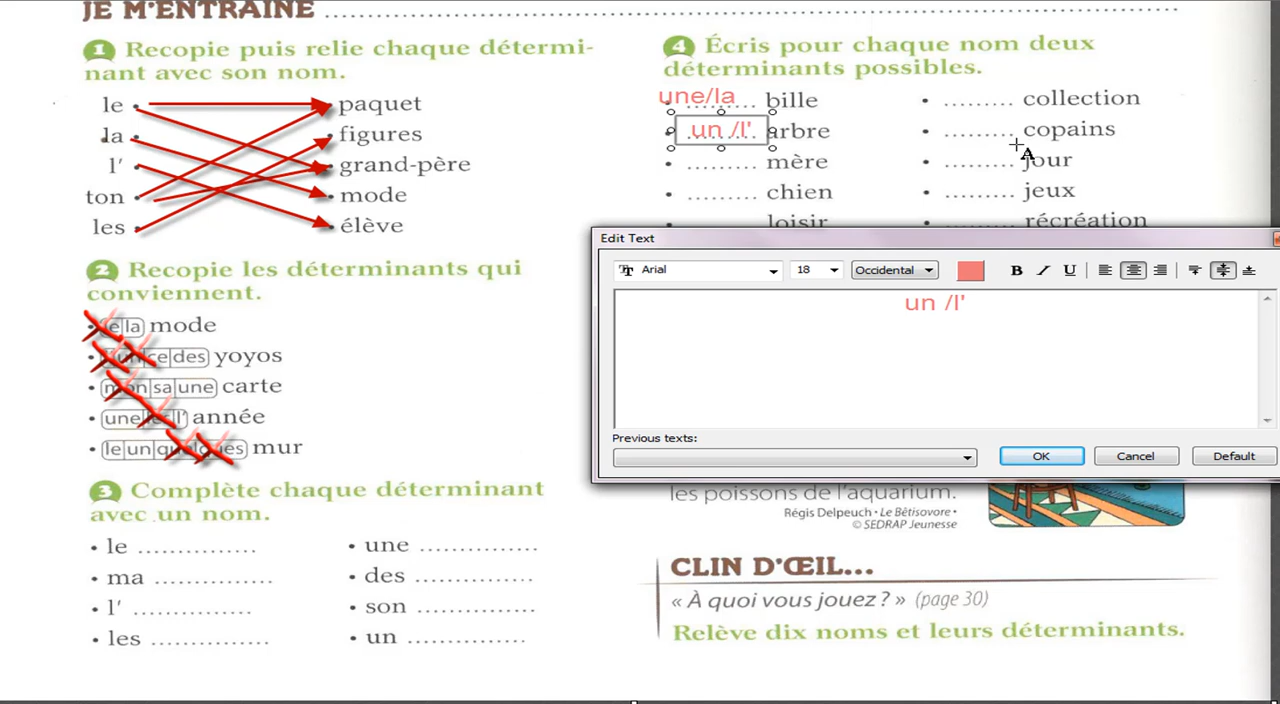 JE M'ENTRAÎNE
1 Recopie puis relie chaque détermi-
nant avec son nom.
le • • paquet
la • • figures
l' • • grand-père
ton • • mode
les • • élève
2 Recopie les déterminants qui
conviennent.
• la mode
• ce des yoyos
• mon sa une carte
• une l' année
• le un quelques mur
3 Complète chaque déterminant
avec un nom.
• le ..............
• ma ..............
• l' ..............
• les ..............
• une ..............
• des ..............
• son ..............
• un ..............
4 Écris pour chaque nom deux
déterminants possibles.
une/la bille
• un /l' arbre
• ......... mère
• ......... chien
loisir
• ......... collection
• ......... copains
• ......... jour
• ......... jeux
récréation
Edit Text
Arial 18 Occidental B I U
un /l'
Previous texts:
OK Cancel Default
les poissons de l'aquarium.
Régis Delpeuch • Le Bêtisovore •
© SEDRAP Jeunesse
CLIN D'ŒIL...
« À quoi vous jouez ? » (page 30)
Relève dix noms et leurs déterminants.